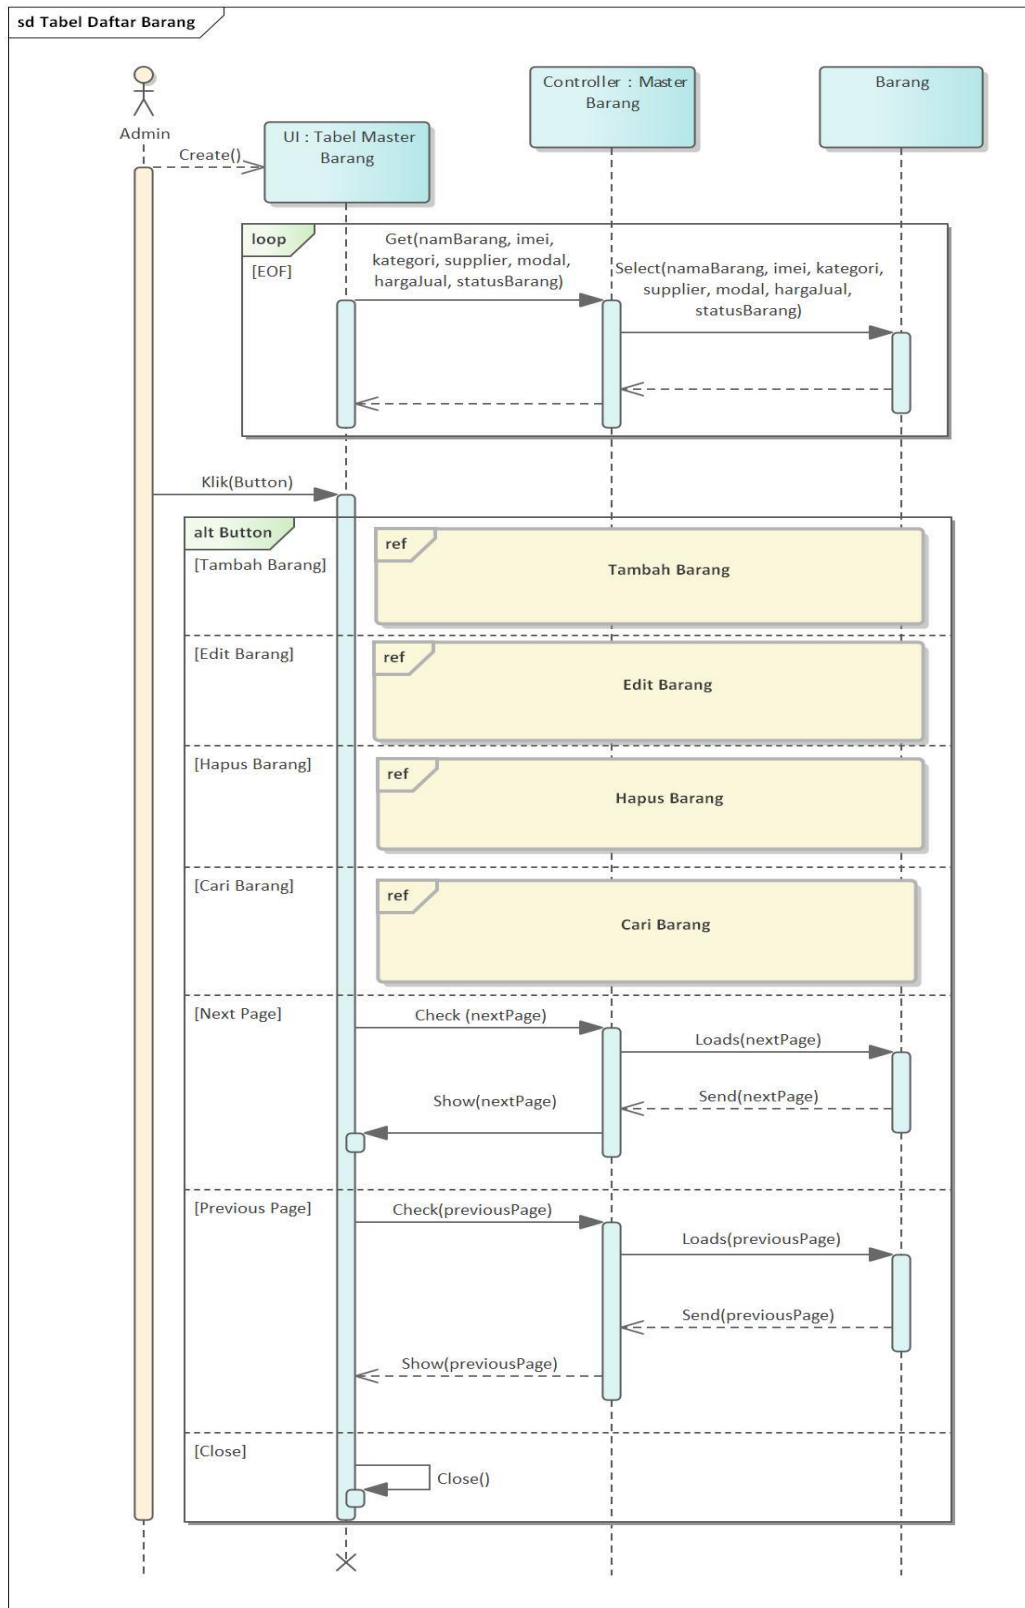 sd Tabel Daftar Barang
Admin
Create()
UI : Tabel Master
Barang
Controller : Master
Barang
Barang
loop
[EOF]
Get(namBarang, imei,
kategori, supplier, modal,
hargaJual, statusBarang)
Select(namaBarang, imei, kategori,
supplier, modal, hargaJual,
statusBarang)
Klik(Button)
alt Button
[Tambah Barang]
ref
Tambah Barang
[Edit Barang]
ref
Edit Barang
[Hapus Barang]
ref
Hapus Barang
[Cari Barang]
ref
Cari Barang
[Next Page]
Check (nextPage)
Loads(nextPage)
Send(nextPage)
Show(nextPage)
[Previous Page]
Check(previousPage)
Loads(previousPage)
Send(previousPage)
Show(previousPage)
[Close]
Close()